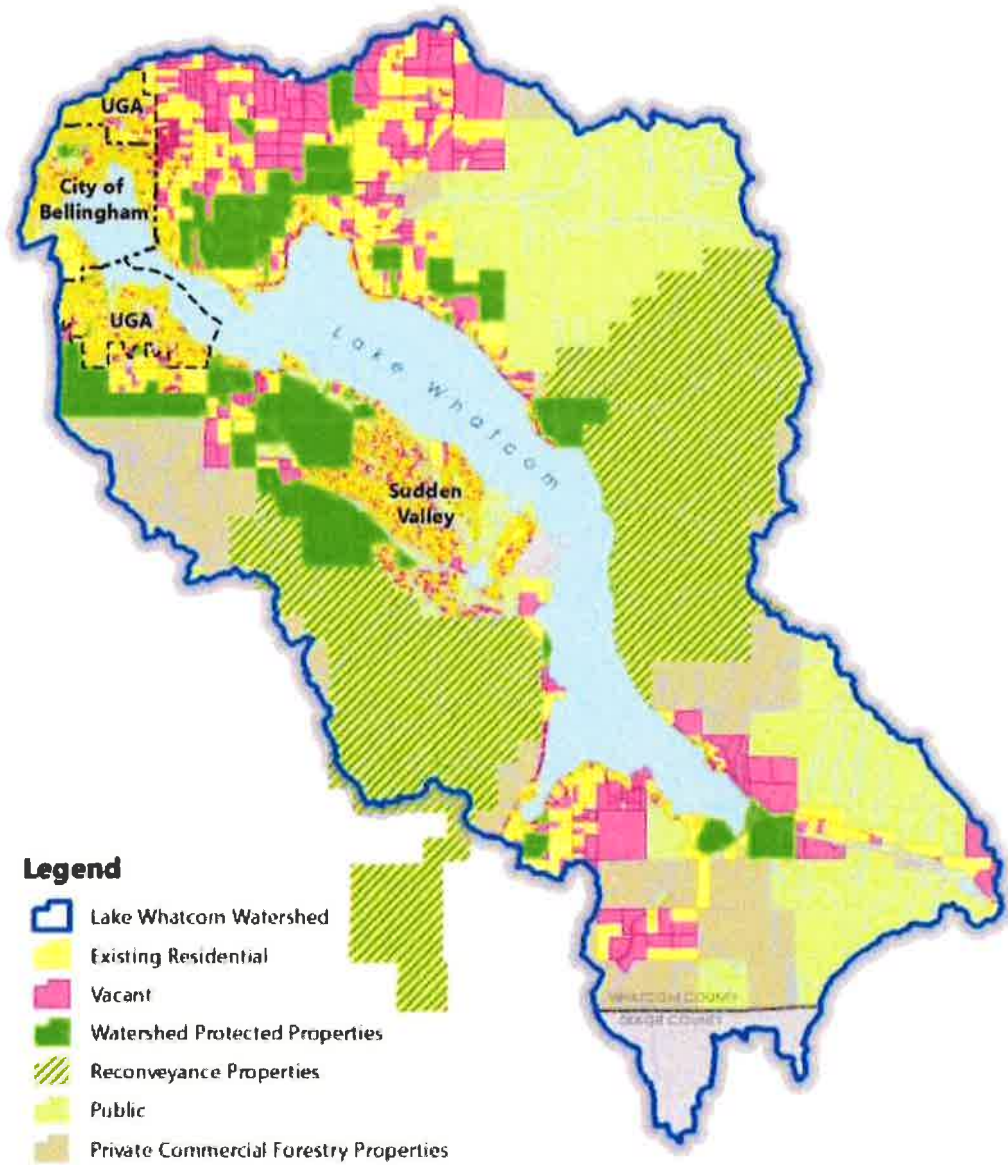 UGA
City of
Bellingham
UGA
Lake Whatcom
Sudden
Valley
WHATCOM COUNTY
SKAGIT COUNTY
Legend
Lake Whatcom Watershed
Existing Residential
Vacant
Watershed Protected Properties
Reconveyance Properties
Public
Private Commercial Forestry Properties